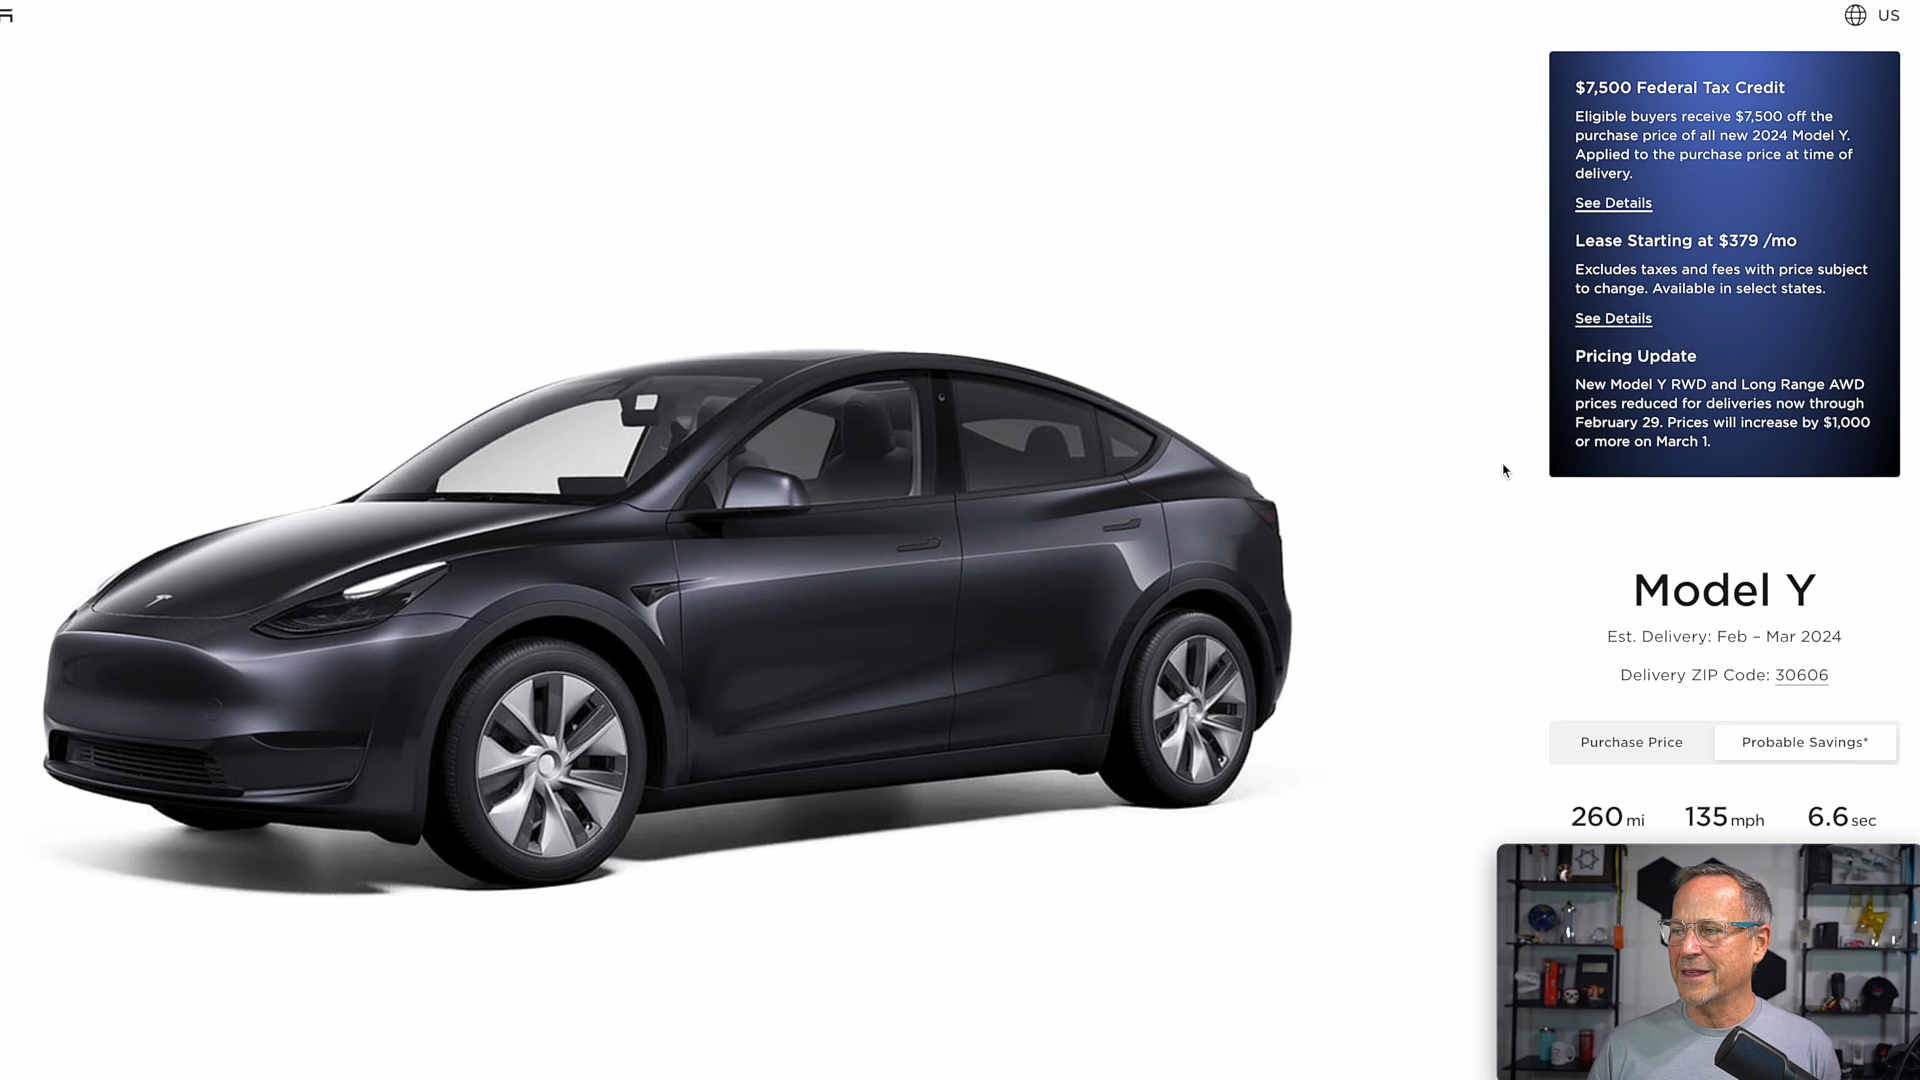 US
$7,500 Federal Tax Credit
Eligible buyers receive $7,500 off the
purchase price of all new 2024 Model Y.
Applied to the purchase price at time of
delivery.
See Details
Lease Starting at $379 /mo
Excludes taxes and fees with price subject
to change. Available in select states.
See Details
Pricing Update
New Model Y RWD and Long Range AWD
prices reduced for deliveries now through
February 29. Prices will increase by $1,000
or more on March 1.
Model Y
Est. Delivery: Feb – Mar 2024
Delivery ZIP Code: 30606
Purchase Price Probable Savings*
260 mi 135 mph 6.6 sec